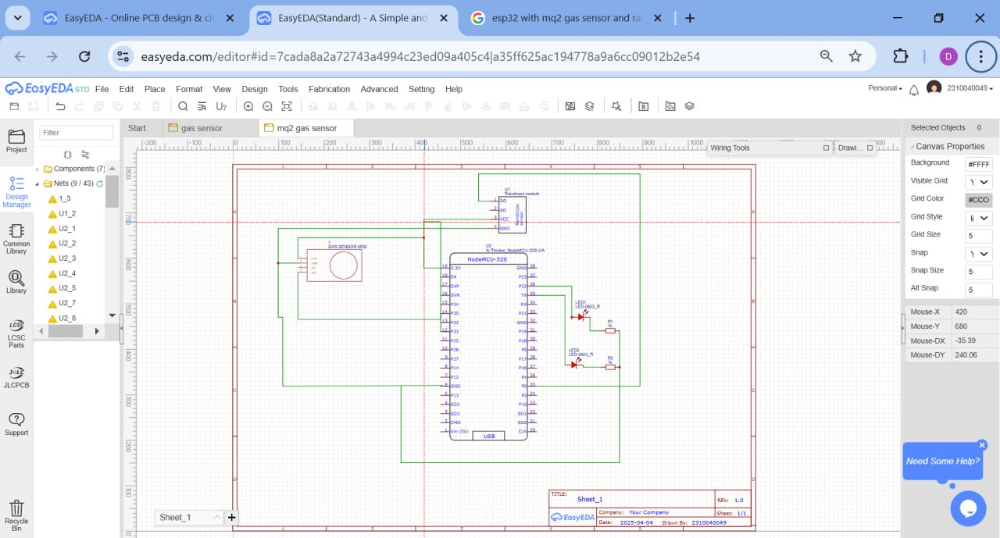 EasyEDA - Online PCB design & ci
EasyEDA(Standard) - A Simple and
esp32 with mq2 gas sensor and ra
easyeda.com/editor#id=7cada8a2a72743a4994c23ed09a405c4|a35ff625ac194778a9a6cc09012b2e54
D
EasyEDA STD File Edit Place Format View Design Tools Fabrication Advanced Setting Help
Personal 2310040049
Start gas sensor mq2 gas sensor
Project
Design Manager
Common Library
Library
LCSC Parts
JLCPCB
Support
Recycle Bin
Filter
Components (7)
Nets (9 / 43)
1_3
U1_2
U2_1
U2_2
U2_3
U2_4
U2_5
U2_7
U2_8
-200 -100 0 100 200 300 400 500 600 700 800 900 1000
Wiring Tools
Drawi...
U1
Raindrops module
DO
AO
VCC
GND
Raindrops sensor
GAS-SENSOR-MQ2
U2
Ai-Thinker_NodeMCU-32SLUA
NodeMCU-32S
3.3V
EN
SVP
SVN
P34
P35
P32
P33
P25
P26
P27
P14
P12
GND
P13
SD2
SD3
CMD
Vin (5V)
GND
P23
P22
TX
RX
P21
GND
P19
P18
P5
P17
P16
P4
P0
P2
P15
SD1
SD0
CLK
USB
LED1
LED-0603_R
R1
1k
LED2
LED-0603_R
R2
1k
TITLE:
Sheet_1
REV: 1.0
EasyEDA
Company: Your Company
Sheet: 1/1
Date: 2025-04-04 Drawn By: 2310040049
Sheet_1
Selected Objects 0
Canvas Properties
Background #FFFF
Visible Grid
Grid Color #CCC
Grid Style li
Grid Size 5
Snap
Snap Size 5
Alt Snap 5
Mouse-X 420
Mouse-Y 680
Mouse-DX -35.39
Mouse-DY 240.06
Need Some Help?